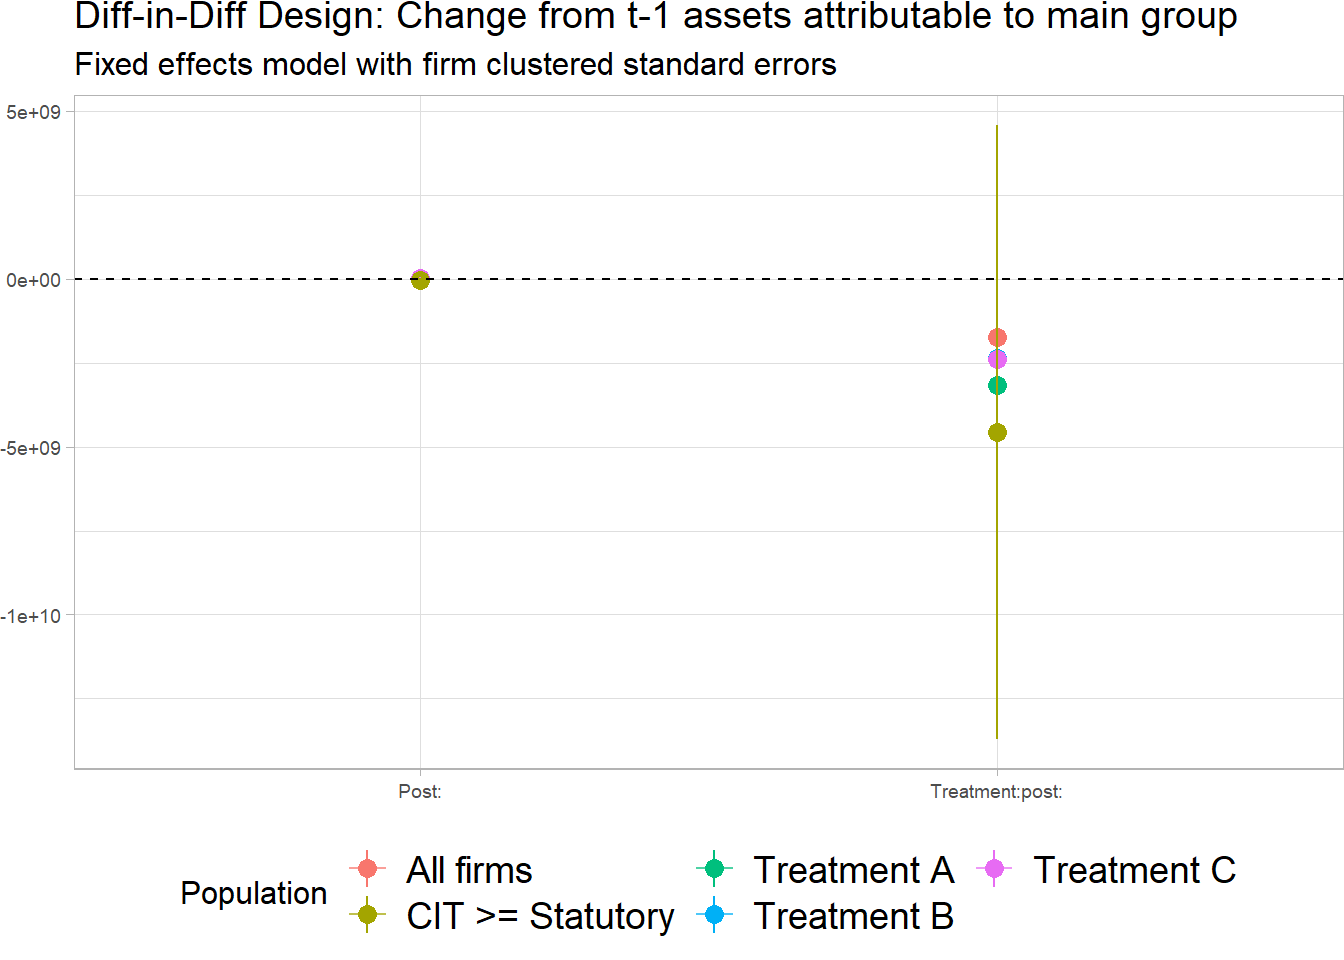 Diff-in-Diff Design: Change from t-1 assets attributable to main group
Fixed effects model with firm clustered standard errors
5e+09
0e+00
-5e+09
-1e+10
Post:
Treatment:post:
Population
All firms
CIT >= Statutory
Treatment A
Treatment B
Treatment C